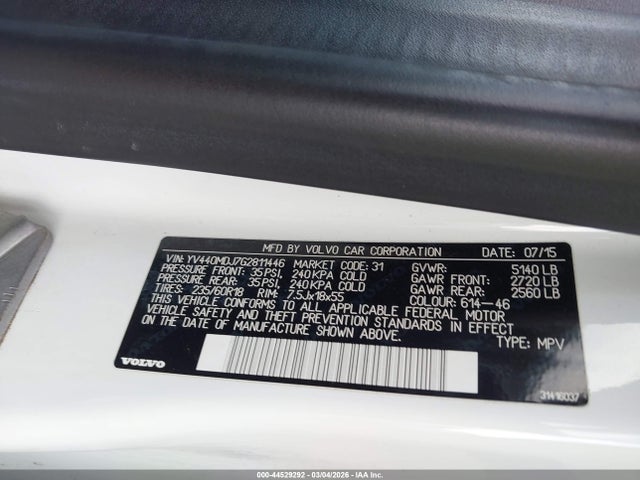 MFD BY VOLVO CAR CORPORATION DATE: 07/15
VIN: YV440MDJ7G2811446 MARKET CODE: 31 GVWR: 5140 LB
PRESSURE FRONT: 35PSI, 240KPA COLD GAWR FRONT: 2720 LB
PRESSURE REAR: 35PSI, 240KPA COLD GAWR REAR: 2560 LB
TIRES: 235/60R18 RIM: 7,5Jx18x55 COLOUR: 614-46
VEHICLE CONFORMS TO ALL APPLICABLE FEDERAL MOTOR
VEHICLE SAFETY AND THEFT PREVENTION STANDARDS IN EFFECT
ON DATE OF MANUFACTURE SHOWN ABOVE. TYPE: MPV
VOLVO
31416037
000-44529292 - 03/04/2026 - IAAI, Inc.